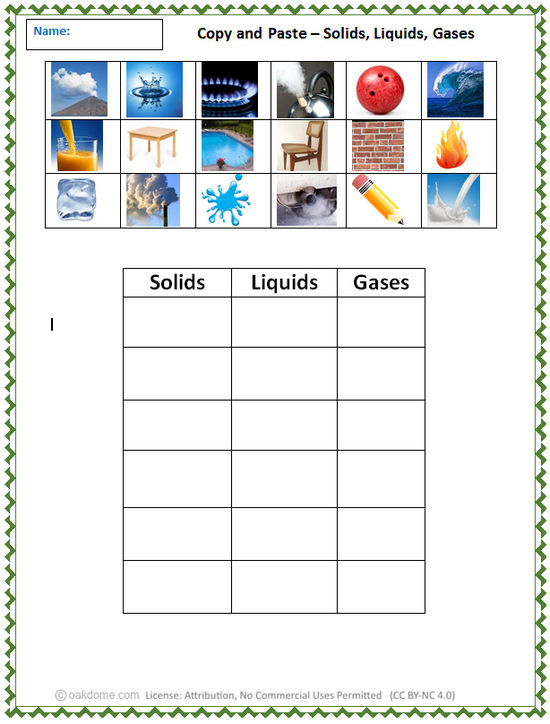 Name:
Copy and Paste – Solids, Liquids, Gases
Solids Liquids Gases
© oakdome.com License: Attribution, No Commercial Uses Permitted (CC BY-NC 4.0)